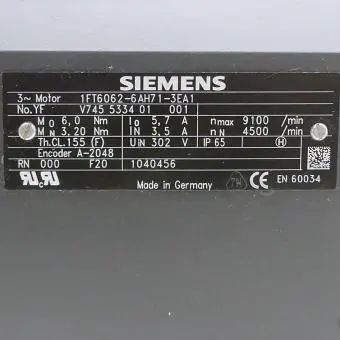 SIEMENS
3~ Motor 1FT6062-6AH71-3EA1
No.YF V745 5334 01 001
M₀ 6,0 Nm I₀ 5,7 A nmax 9100 /min
MN 3,20 Nm IN 3,5 A nN 4500 /min
Th.CL.155 (F) UIN 302 V IP 65 H
Encoder A-2048
RN 000 F20 1040456
Made in Germany CE EN 60034